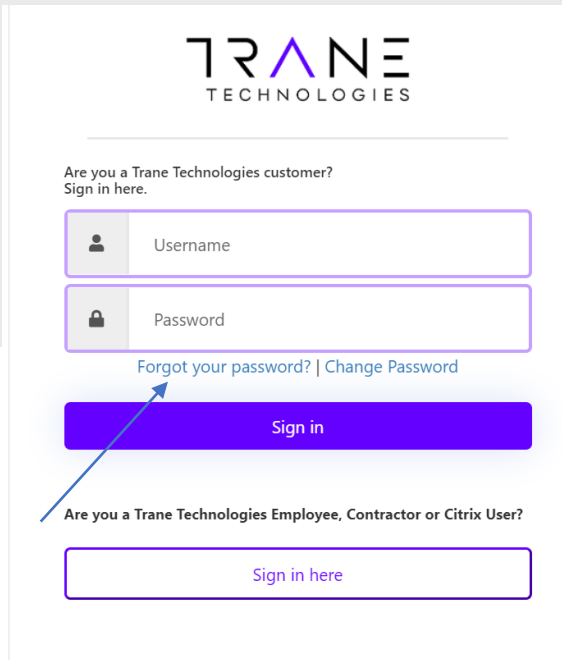 TRANE
TECHNOLOGIES
Are you a Trane Technologies customer?
Sign in here.
Username
Password
Forgot your password? | Change Password
Sign in
Are you a Trane Technologies Employee, Contractor or Citrix User?
Sign in here